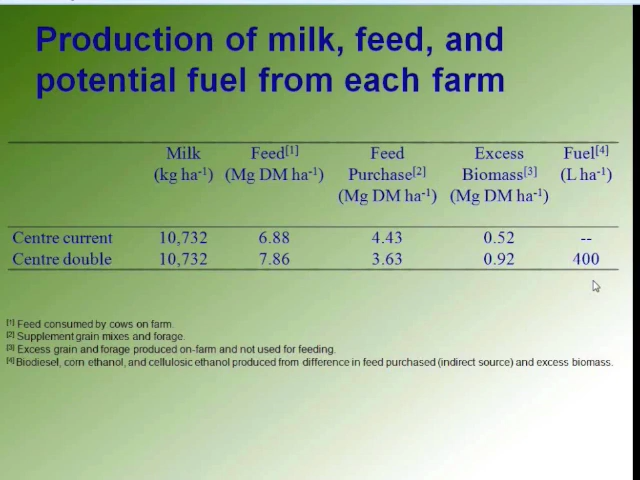 Production of milk, feed, and
potential fuel from each farm
Milk Feed[1] Feed Excess Fuel[4]
(kg ha-1) (Mg DM ha-1) Purchase[2] Biomass[3] (L ha-1)
(Mg DM ha-1) (Mg DM ha-1)
Centre current 10,732 6.88 4.43 0.52 --
Centre double 10,732 7.86 3.63 0.92 400
[1] Feed consumed by cows on farm.
[2] Supplement grain mixes and forage.
[3] Excess grain and forage produced on-farm and not used for feeding.
[4] Biodiesel, corn ethanol, and cellulosic ethanol produced from difference in feed purchased (indirect source) and excess biomass.